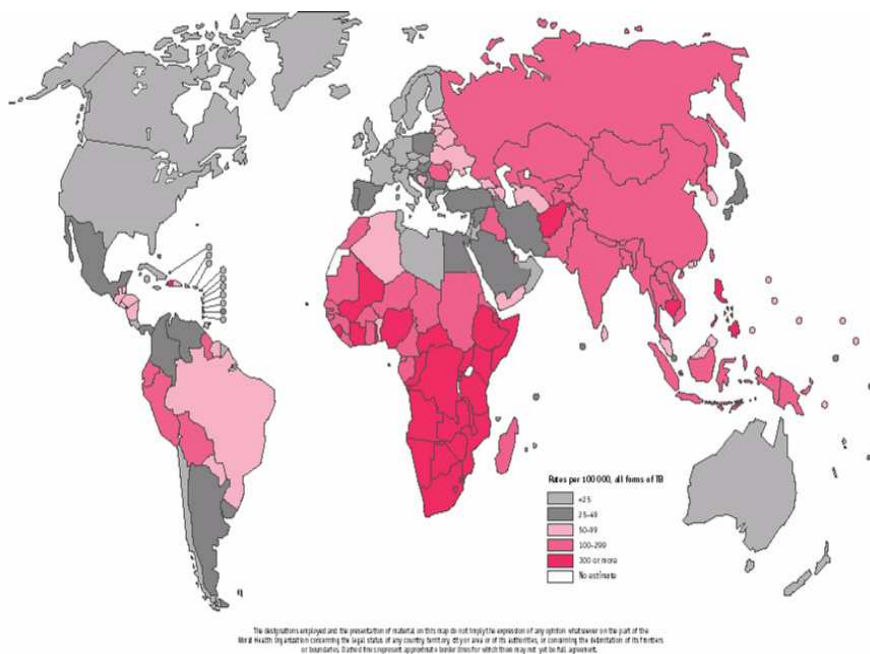 Rates per 100 000, all forms of TB
<25
25–49
50–99
100–299
300 or more
No estimate
The designations employed and the presentation of material on this map do not imply the expression of any opinion whatsoever on the part of the
World Health Organization concerning the legal status of any country, territory, city or area or of its authorities, or concerning the delimitation of its frontiers
or boundaries. Dashed lines represent approximate border lines for which there may not yet be full agreement.